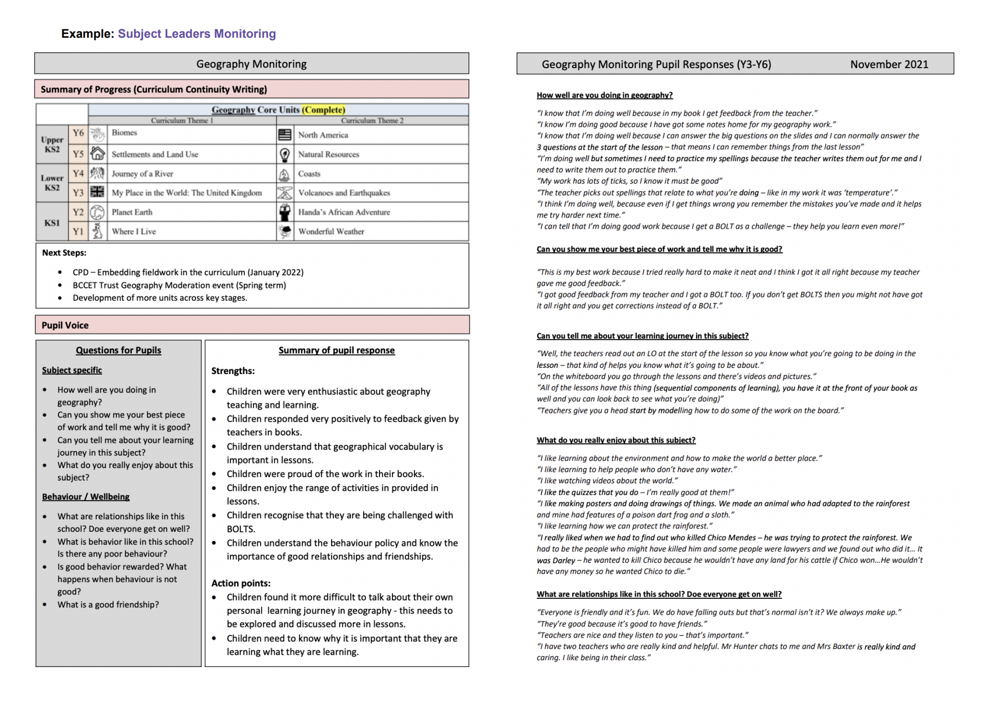 Example: Subject Leaders Monitoring
Geography Monitoring
Summary of Progress (Curriculum Continuity Writing)
Geography Core Units (Complete)
Curriculum Theme 1
Curriculum Theme 2
Upper KS2
Y6
Biomes
North America
Y5
Settlements and Land Use
Natural Resources
Lower KS2
Y4
Journey of a River
Coasts
Y3
My Place in the World: The United Kingdom
Volcanoes and Earthquakes
KS1
Y2
Planet Earth
Handa's African Adventure
Y1
Where I Live
Wonderful Weather
Next Steps:
• CPD – Embedding fieldwork in the curriculum (January 2022)
• BCCET Trust Geography Moderation event (Spring term)
• Development of more units across key stages.
Pupil Voice
Questions for Pupils
Subject specific
• How well are you doing in
geography?
• Can you show me your best piece
of work and tell me why it is good?
• Can you tell me about your learning
journey in this subject?
• What do you really enjoy about this
subject?
Behaviour / Wellbeing
• What are relationships like in this
school? Doe everyone get on well?
• What is behavior like in this school?
Is there any poor behaviour?
• Is good behavior rewarded? What
happens when behaviour is not
good?
• What is a good friendship?
Summary of pupil response
Strengths:
• Children were very enthusiastic about geography
teaching and learning.
• Children responded very positively to feedback given by
teachers in books.
• Children understand that geographical vocabulary is
important in lessons.
• Children were proud of the work in their books.
• Children enjoy the range of activities in provided in
lessons.
• Children recognise that they are being challenged with
BOLTS.
• Children understand the behaviour policy and know the
importance of good relationships and friendships.
Action points:
• Children found it more difficult to talk about their own
personal learning journey in geography - this needs to
be explored and discussed more in lessons.
• Children need to know why it is important that they are
learning what they are learning.
Geography Monitoring Pupil Responses (Y3-Y6) November 2021
How well are you doing in geography?
“I know that I’m doing well because in my book I get feedback from the teacher.”
“I know I’m doing good because I have got some notes home for my geography work.”
“I know that I’m doing well because I can answer the big questions on the slides and I can normally answer the
3 questions at the start of the lesson – that means I can remember things from the last lesson”
“I’m doing well but sometimes I need to practice my spellings because the teacher writes them out for me and I
need to write them out to practice them.”
“My work has lots of ticks, so I know it must be good”
“The teacher picks out spellings that relate to what you’re doing – like in my work it was ‘temperature’.”
“I think I’m doing well, because even if I get things wrong you remember the mistakes you’ve made and it helps
me try harder next time.”
“I can tell that I’m doing good work because I get a BOLT as a challenge – they help you learn even more!”
Can you show me your best piece of work and tell me why it is good?
“This is my best work because I tried really hard to make it neat and I think I got it all right because my teacher
gave me good feedback.”
“I got good feedback from my teacher and I got a BOLT too. If you don’t get BOLTS then you might not have got
it all right and you get corrections instead of a BOLT.”
Can you tell me about your learning journey in this subject?
“Well, the teachers read out an LO at the start of the lesson so you know what you’re going to be doing in the
lesson – that kind of helps you know what it’s going to be about.”
“On the whiteboard you go through the lessons and there’s videos and pictures.”
“All of the lessons have this thing (sequential components of learning), you have it at the front of your book as
well and you can look back to see what you’re doing)”
“Teachers give you a head start by modelling how to do some of the work on the board.”
What do you really enjoy about this subject?
“I like learning about the environment and how to make the world a better place.”
“I like learning to help people who don’t have any water.”
“I like watching videos about the world.”
“I like the quizzes that you do – I’m really good at them!”
“I like making posters and doing drawings of things. We made an animal who had adapted to the rainforest
and mine had features of a poison dart frog and a sloth.”
“I like learning how we can protect the rainforest.”
“I really liked when we had to find out who killed Chico Mendes – he was trying to protect the rainforest. We
had to be the people who might have killed him and some people were lawyers and we found out who did it… It
was Darley – he wanted to kill Chico because he wouldn’t have any land for his cattle if Chico won…He wouldn’t
have any money so he wanted Chico to die.”
What are relationships like in this school? Doe everyone get on well?
“Everyone is friendly and it’s fun. We do have falling outs but that’s normal isn’t it? We always make up.”
“They’re good because it’s good to have friends.”
“Teachers are nice and they listen to you – that’s important.”
“I have two teachers who are really kind and helpful. Mr Hunter chats to me and Mrs Baxter is really kind and
caring. I like being in their class.”